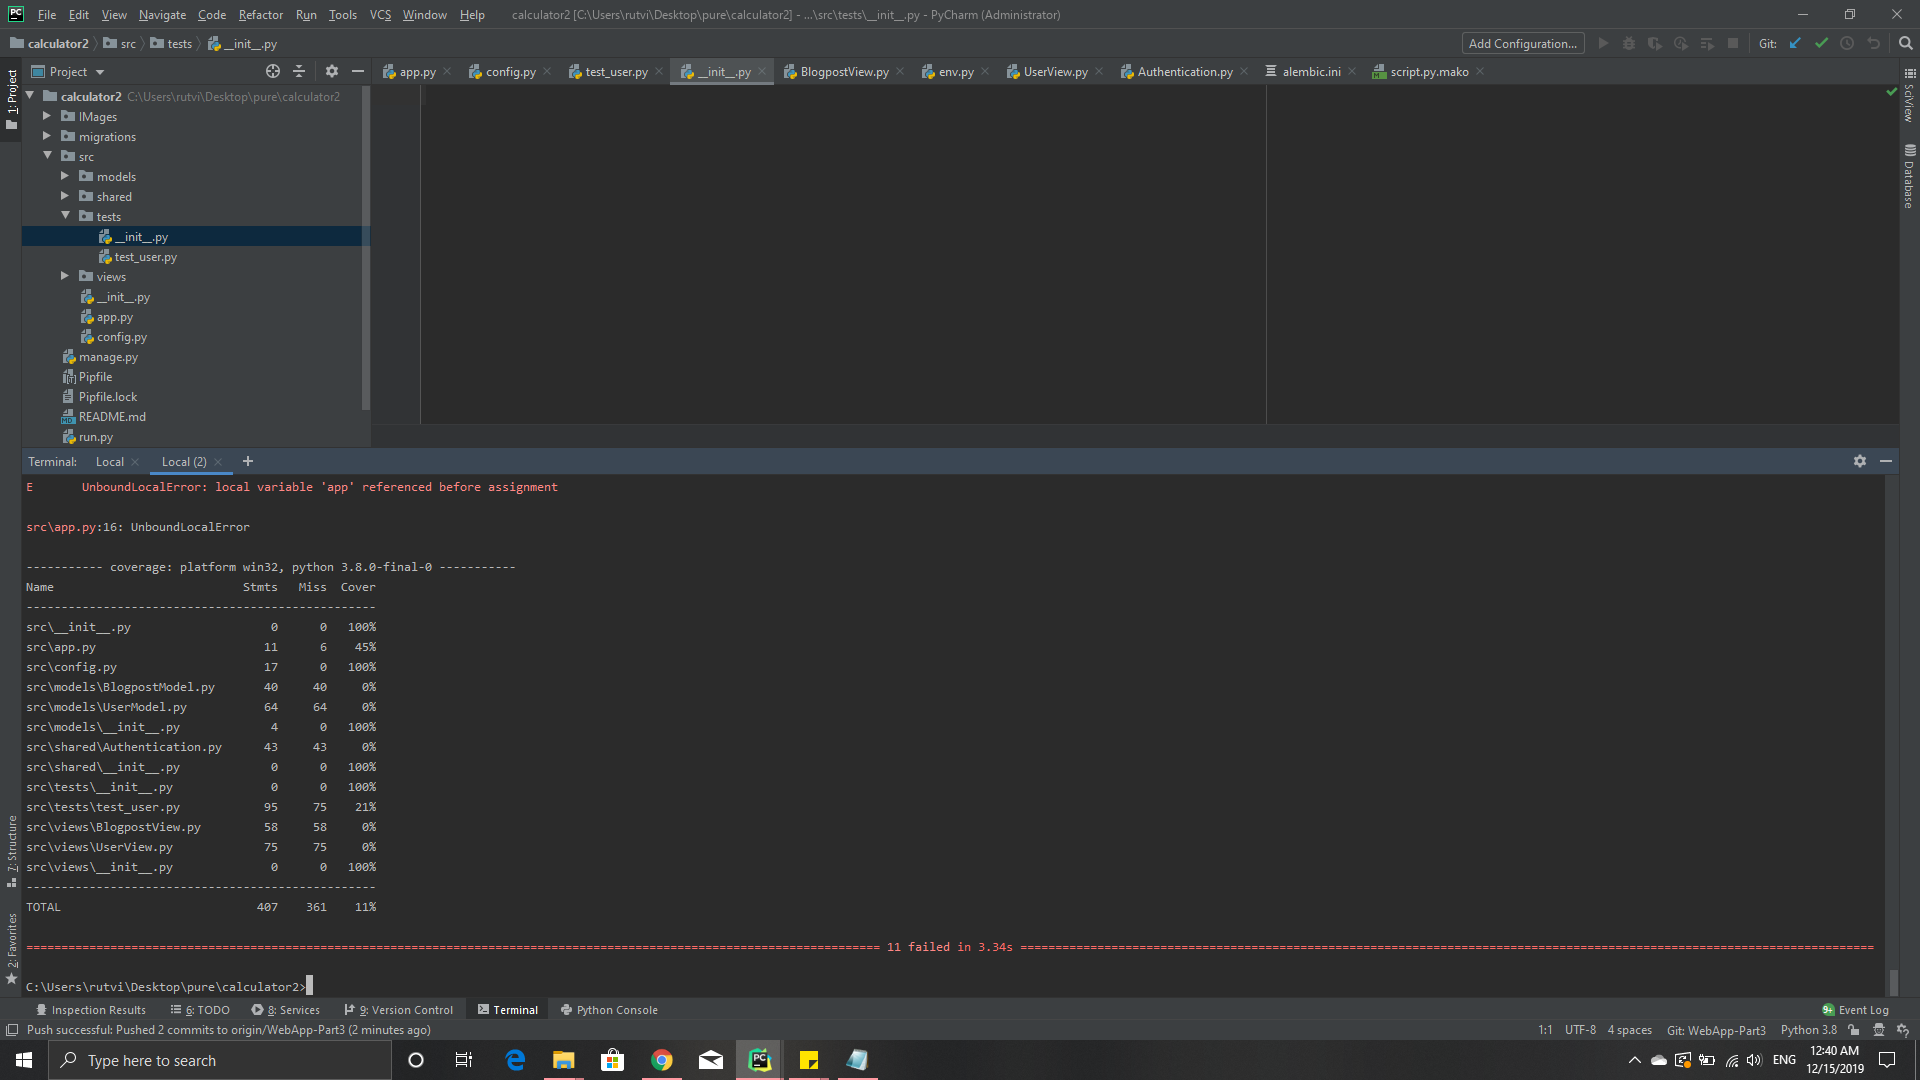 PC File Edit View Navigate Code Refactor Run Tools VCS Window Help calculator2 [C:\Users\rutvi\Desktop\pure\calculator2] - ...\src\tests\__init__.py - PyCharm (Administrator)
calculator2 src tests __init__.py Add Configuration... Git:
Project app.py config.py test_user.py __init__.py BlogpostView.py env.py UserView.py Authentication.py alembic.ini script.py.mako
1: Project
SciView
Database
calculator2 C:\Users\rutvi\Desktop\pure\calculator2
IMages
migrations
src
models
shared
tests
__init__.py
test_user.py
views
__init__.py
app.py
config.py
manage.py
Pipfile
Pipfile.lock
README.md
run.py
Terminal: Local Local (2) +
E UnboundLocalError: local variable 'app' referenced before assignment
src\app.py:16: UnboundLocalError
----------- coverage: platform win32, python 3.8.0-final-0 -----------
Name Stmts Miss Cover
--------------------------------------------------
src\__init__.py 0 0 100%
src\app.py 11 6 45%
src\config.py 17 0 100%
src\models\BlogpostModel.py 40 40 0%
src\models\UserModel.py 64 64 0%
src\models\__init__.py 4 0 100%
src\shared\Authentication.py 43 43 0%
src\shared\__init__.py 0 0 100%
src\tests\__init__.py 0 0 100%
src\tests\test_user.py 95 75 21%
src\views\BlogpostView.py 58 58 0%
src\views\UserView.py 75 75 0%
src\views\__init__.py 0 0 100%
--------------------------------------------------
TOTAL 407 361 11%
11 failed in 3.34s
C:\Users\rutvi\Desktop\pure\calculator2>
7: Structure
2: Favorites
Inspection Results 6: TODO 8: Services 9: Version Control Terminal Python Console Event Log
Push successful: Pushed 2 commits to origin/WebApp-Part3 (2 minutes ago) 1:1 UTF-8 4 spaces Git: WebApp-Part3 Python 3.8
Type here to search ENG 12:40 AM
12/15/2019